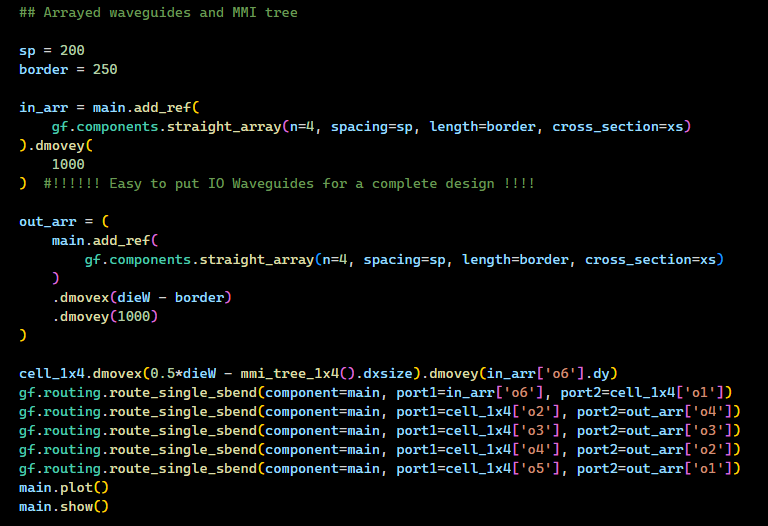 ## Arrayed waveguides and MMI tree
sp = 200
border = 250
in_arr = main.add_ref(
    gf.components.straight_array(n=4, spacing=sp, length=border, cross_section=xs)
).dmovey(
    1000
)  #!!!!!! Easy to put IO Waveguides for a complete design !!!!
out_arr = (
    main.add_ref(
        gf.components.straight_array(n=4, spacing=sp, length=border, cross_section=xs)
    )
    .dmovex(dieW - border)
    .dmovey(1000)
)
cell_1x4.dmovex(0.5*dieW - mmi_tree_1x4().dxsize).dmovey(in_arr['o6'].dy)
gf.routing.route_single_sbend(component=main, port1=in_arr['o6'], port2=cell_1x4['o1'])
gf.routing.route_single_sbend(component=main, port1=cell_1x4['o2'], port2=out_arr['o4'])
gf.routing.route_single_sbend(component=main, port1=cell_1x4['o3'], port2=out_arr['o3'])
gf.routing.route_single_sbend(component=main, port1=cell_1x4['o4'], port2=out_arr['o2'])
gf.routing.route_single_sbend(component=main, port1=cell_1x4['o5'], port2=out_arr['o1'])
main.plot()
main.show()